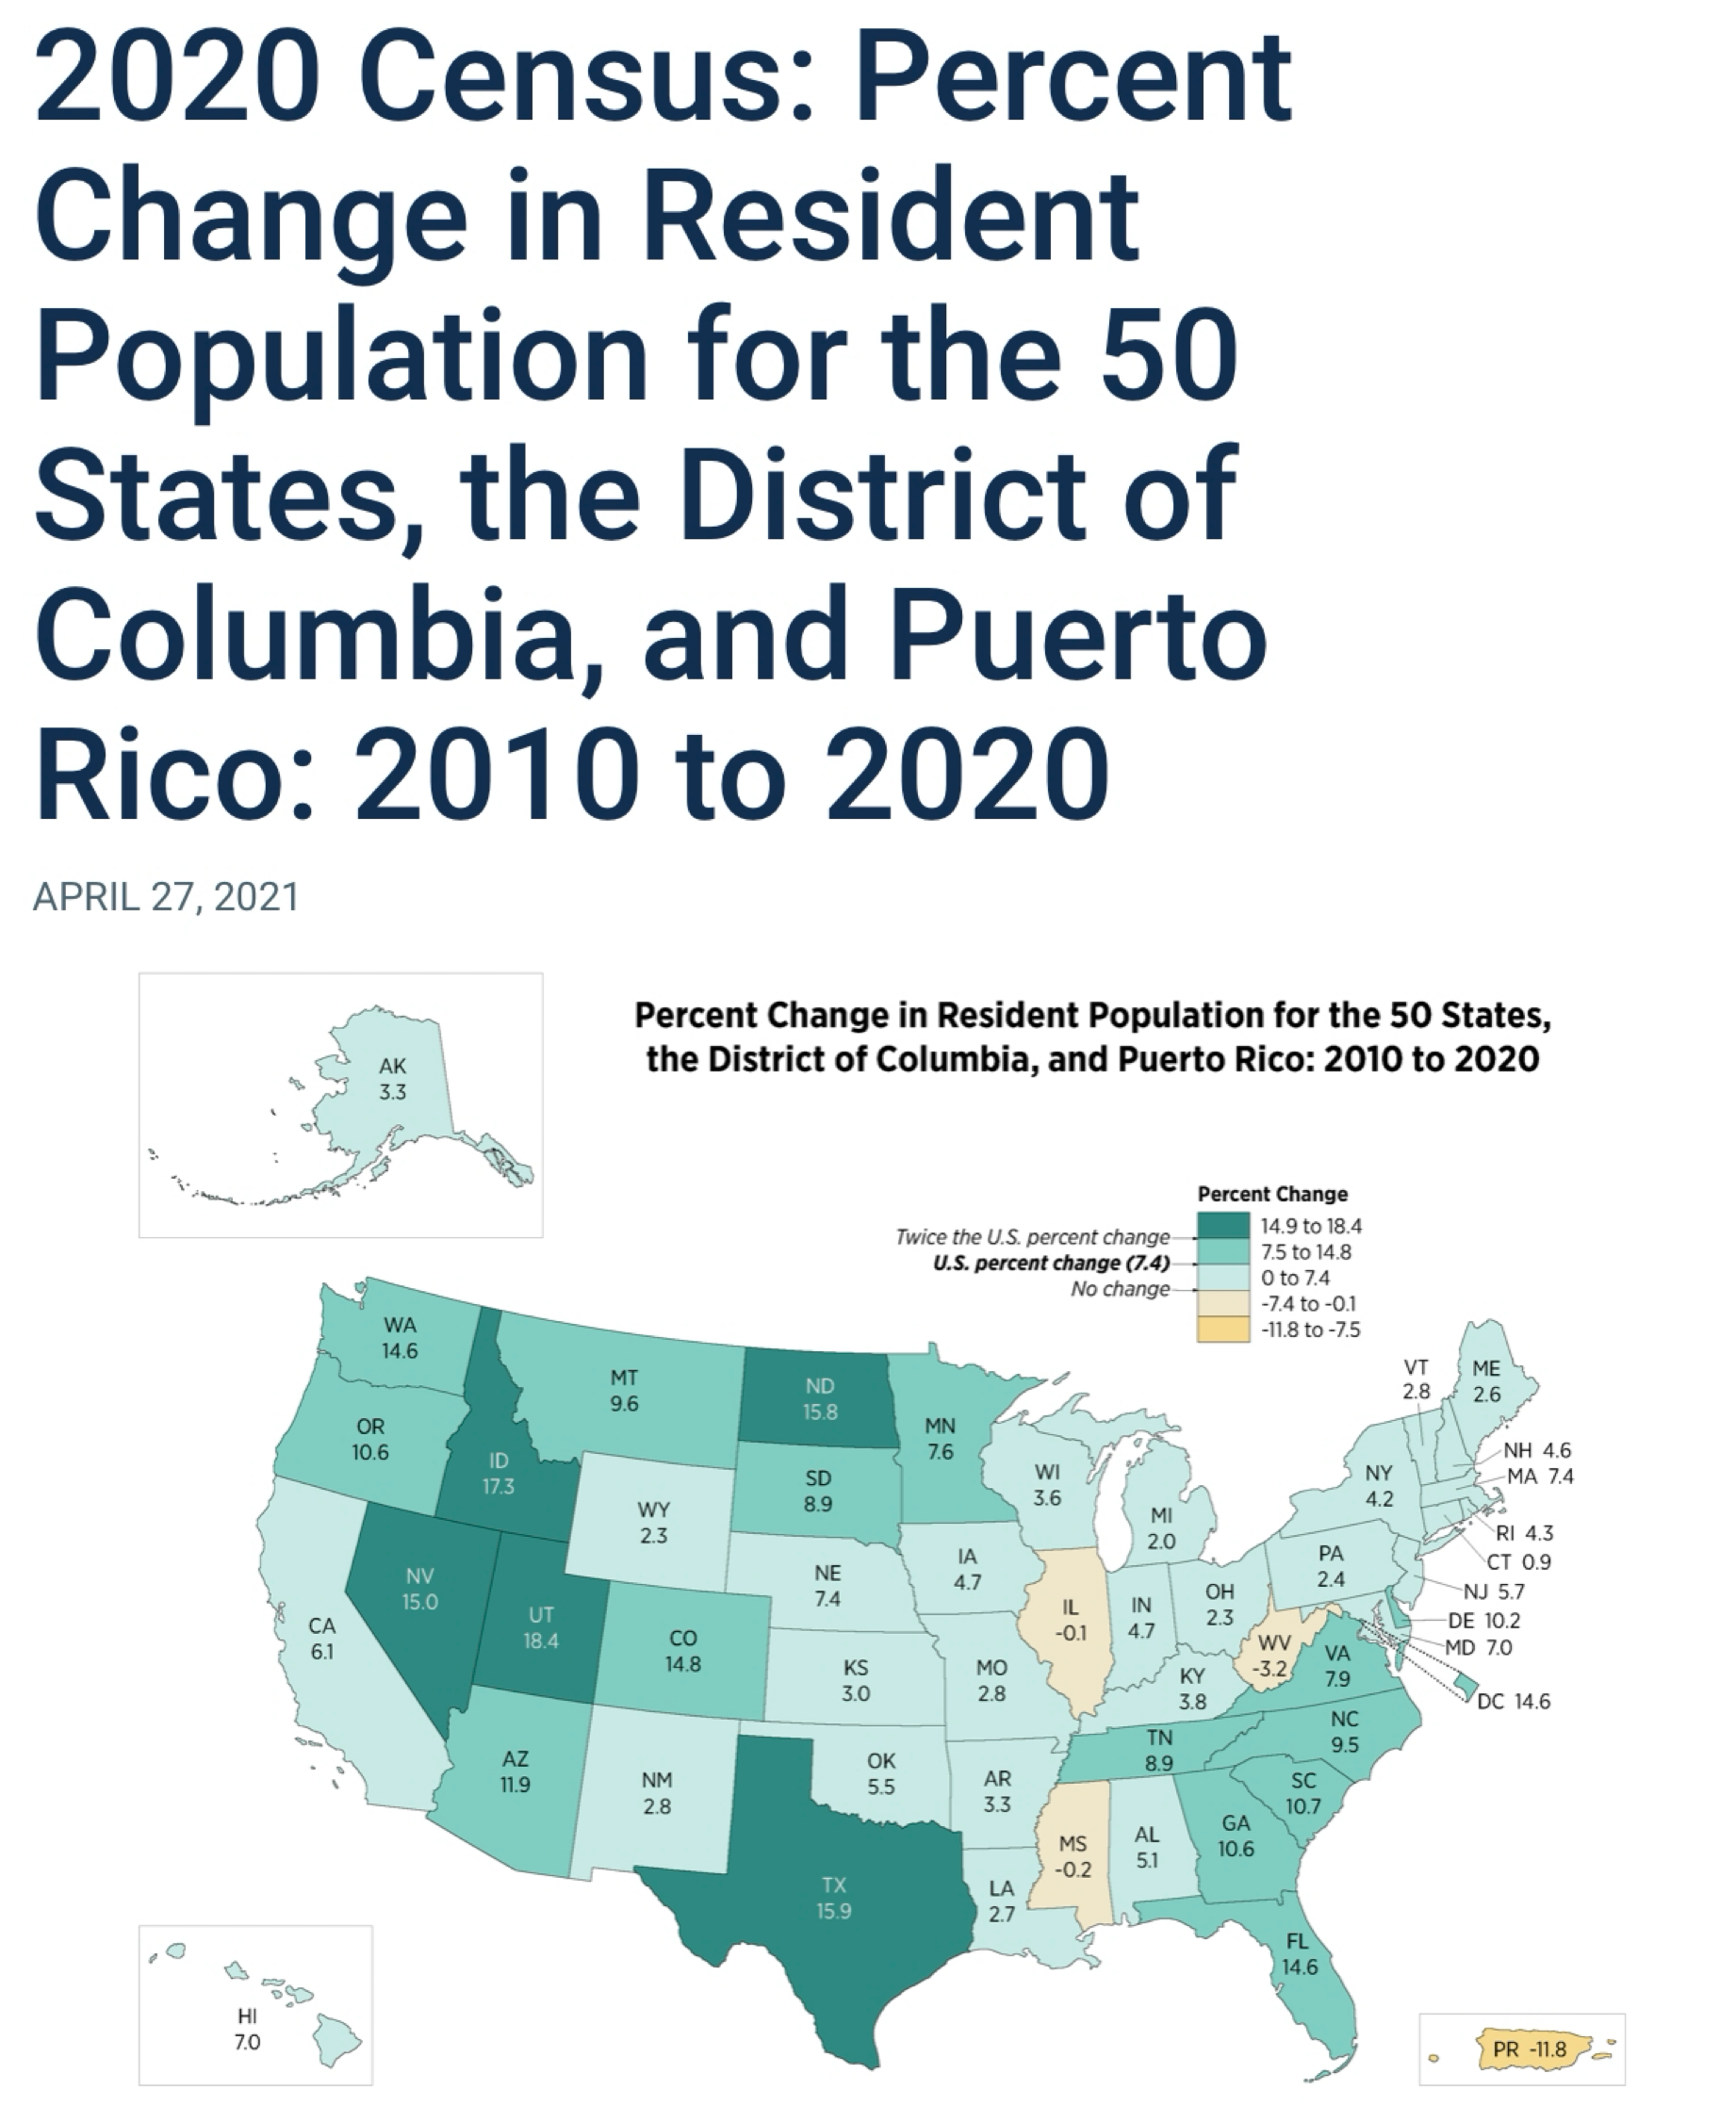 2020 Census: Percent
Change in Resident
Population for the 50
States, the District of
Columbia, and Puerto
Rico: 2010 to 2020
APRIL 27, 2021
Percent Change in Resident Population for the 50 States,
the District of Columbia, and Puerto Rico: 2010 to 2020
AK
3.3
Percent Change
14.9 to 18.4
Twice the U.S. percent change
7.5 to 14.8
U.S. percent change (7.4)
0 to 7.4
No change
-7.4 to -0.1
-11.8 to -7.5
WA
14.6
MT
9.6
ND
15.8
MN
7.6
VT
2.8
ME
2.6
OR
10.6
ID
17.3
SD
8.9
WI
3.6
MI
2.0
NY
4.2
NH 4.6
MA 7.4
RI 4.3
CT 0.9
NJ 5.7
DE 10.2
MD 7.0
DC 14.6
WY
2.3
NV
15.0
UT
18.4
CA
6.1
CO
14.8
NE
7.4
IA
4.7
IL
-0.1
IN
4.7
OH
2.3
PA
2.4
WV
-3.2
VA
7.9
KS
3.0
MO
2.8
KY
3.8
NC
9.5
TN
8.9
AZ
11.9
NM
2.8
OK
5.5
AR
3.3
SC
10.7
MS
-0.2
AL
5.1
GA
10.6
TX
15.9
LA
2.7
FL
14.6
HI
7.0
PR -11.8